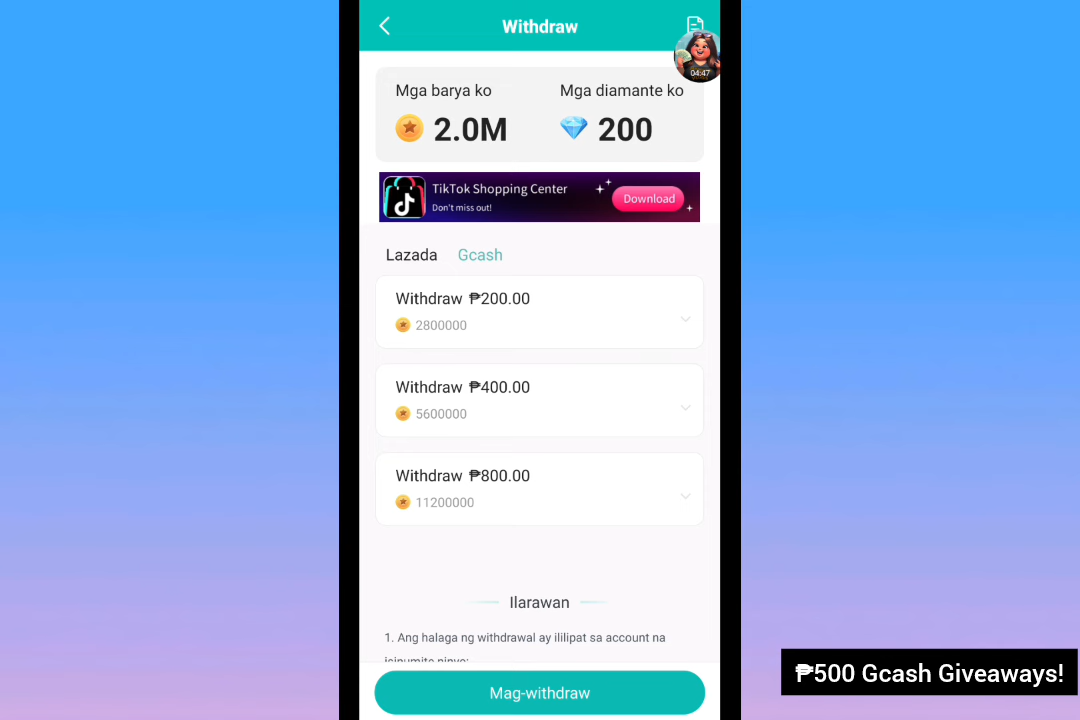 Withdraw
04:47
Mga barya ko
Mga diamante ko
2.0M
200
TikTok Shopping Center
Don't miss out!
Download
Lazada
Gcash
Withdraw ₱200.00
2800000
Withdraw ₱400.00
5600000
Withdraw ₱800.00
11200000
Ilarawan
1. Ang halaga ng withdrawal ay ililipat sa account na
isinumite ninyo;
Mag-withdraw
₱500 Gcash Giveaways!